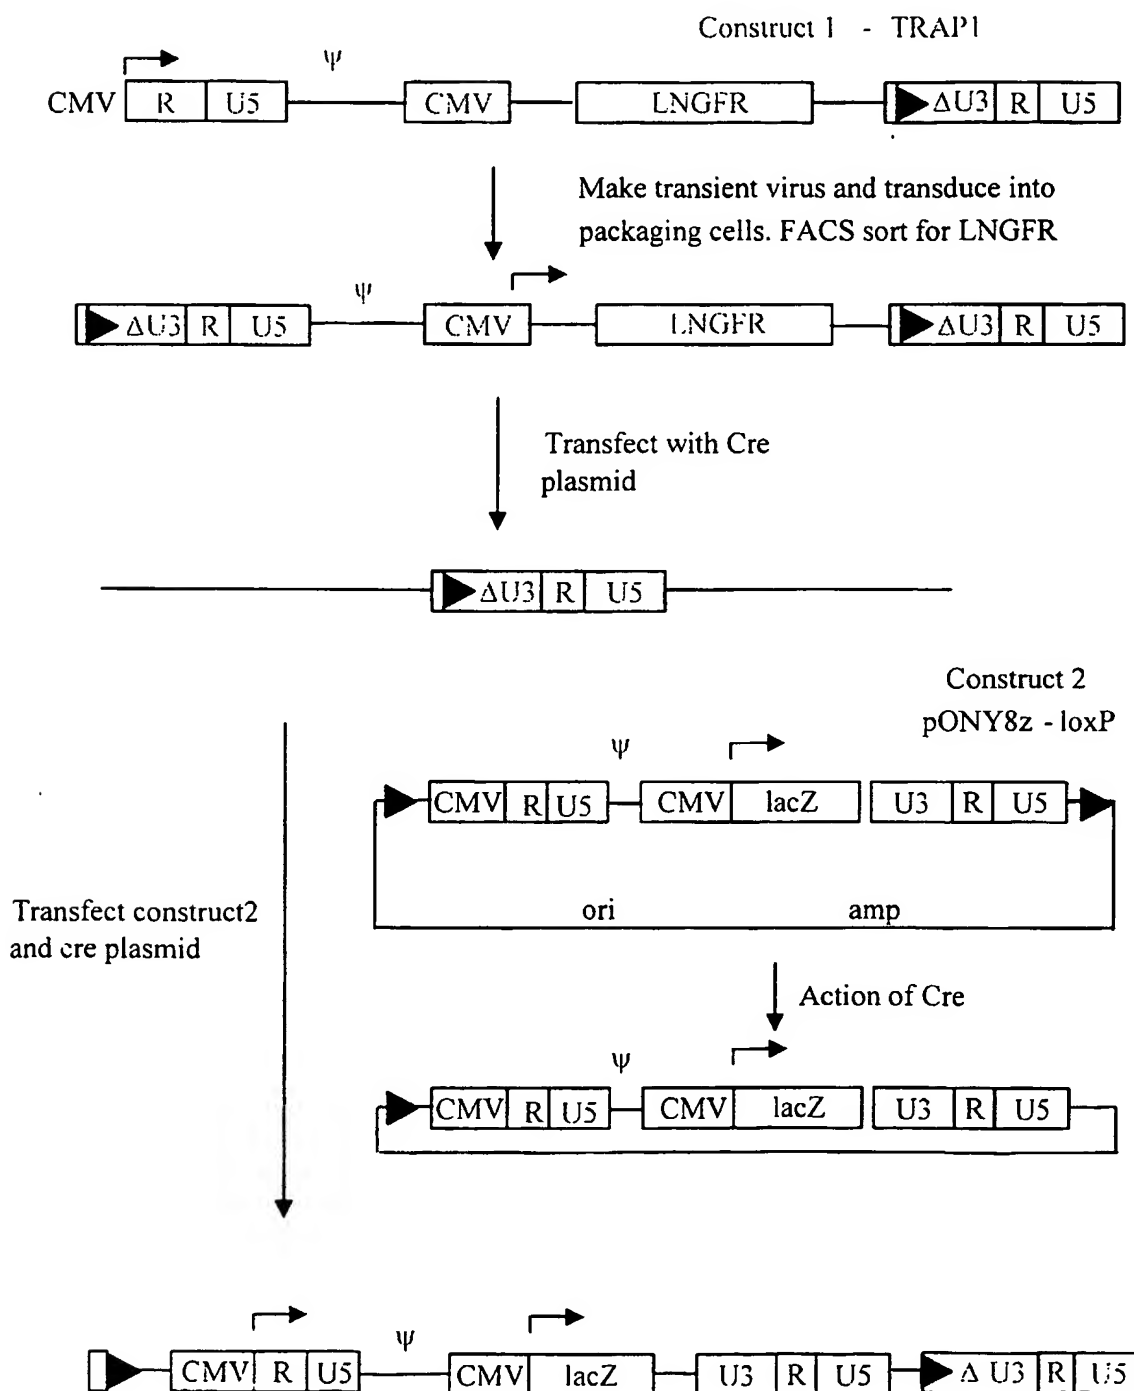 Construct 1 - TRAP1
ψ
CMV R U5 CMV LNGFR ΔU3 R U5
Make transient virus and transduce into
packaging cells. FACS sort for LNGFR
ψ
ΔU3 R U5 CMV LNGFR ΔU3 R U5
Transfect with Cre
plasmid
ΔU3 R U5
Construct 2
pONY8z - loxP
ψ
CMV R U5 CMV lacZ U3 R U5
ori amp
Transfect construct2
and cre plasmid
Action of Cre
ψ
CMV R U5 CMV lacZ U3 R U5
ψ
CMV R U5 CMV lacZ U3 R U5 Δ U3 R U5